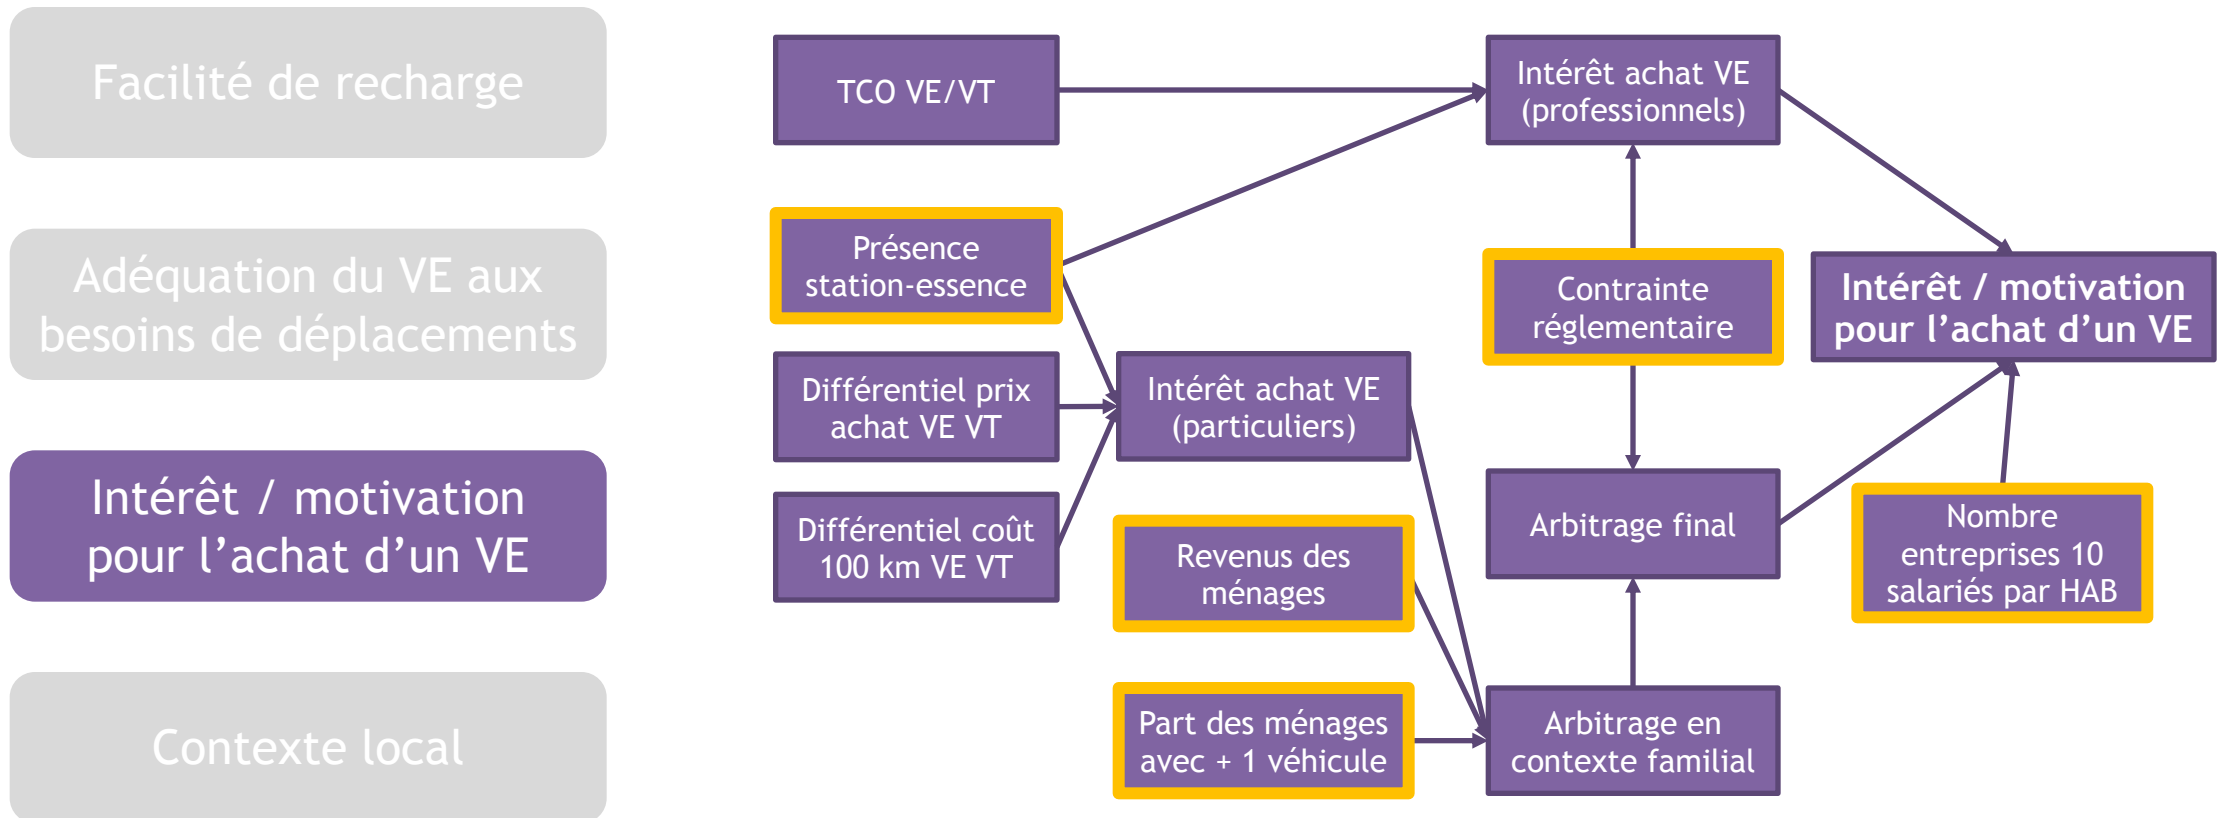 Facilité de recharge
Adéquation du VE aux
besoins de déplacements
Intérêt / motivation
pour l’achat d’un VE
Contexte local
TCO VE/VT
Présence
station-essence
Différentiel prix
achat VE VT
Différentiel coût
100 km VE VT
Intérêt achat VE
(particuliers)
Revenus des
ménages
Part des ménages
avec + 1 véhicule
Intérêt achat VE
(professionnels)
Contrainte
réglementaire
Arbitrage final
Arbitrage en
contexte familial
Intérêt / motivation
pour l’achat d’un VE
Nombre
entreprises 10
salariés par HAB